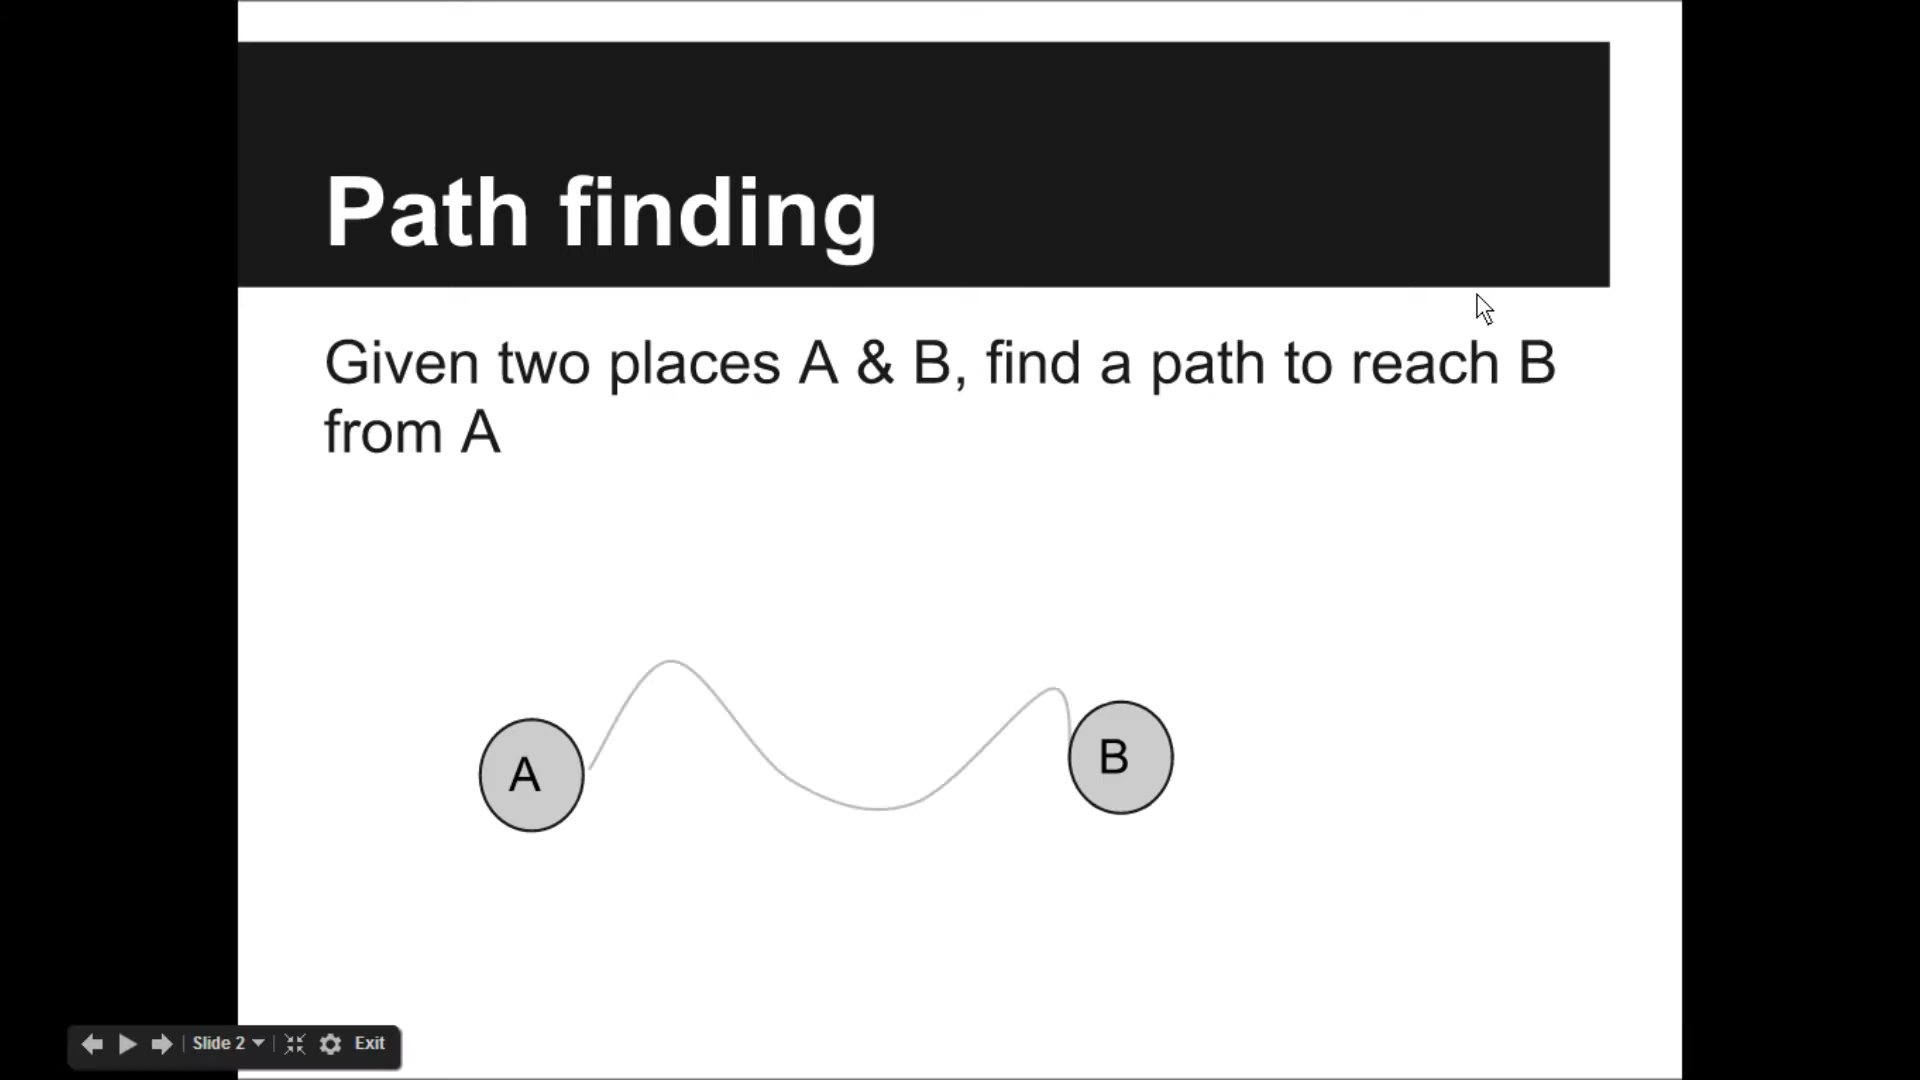 Path finding
Given two places A & B, find a path to reach B
from A
A
B
Slide 2
Exit